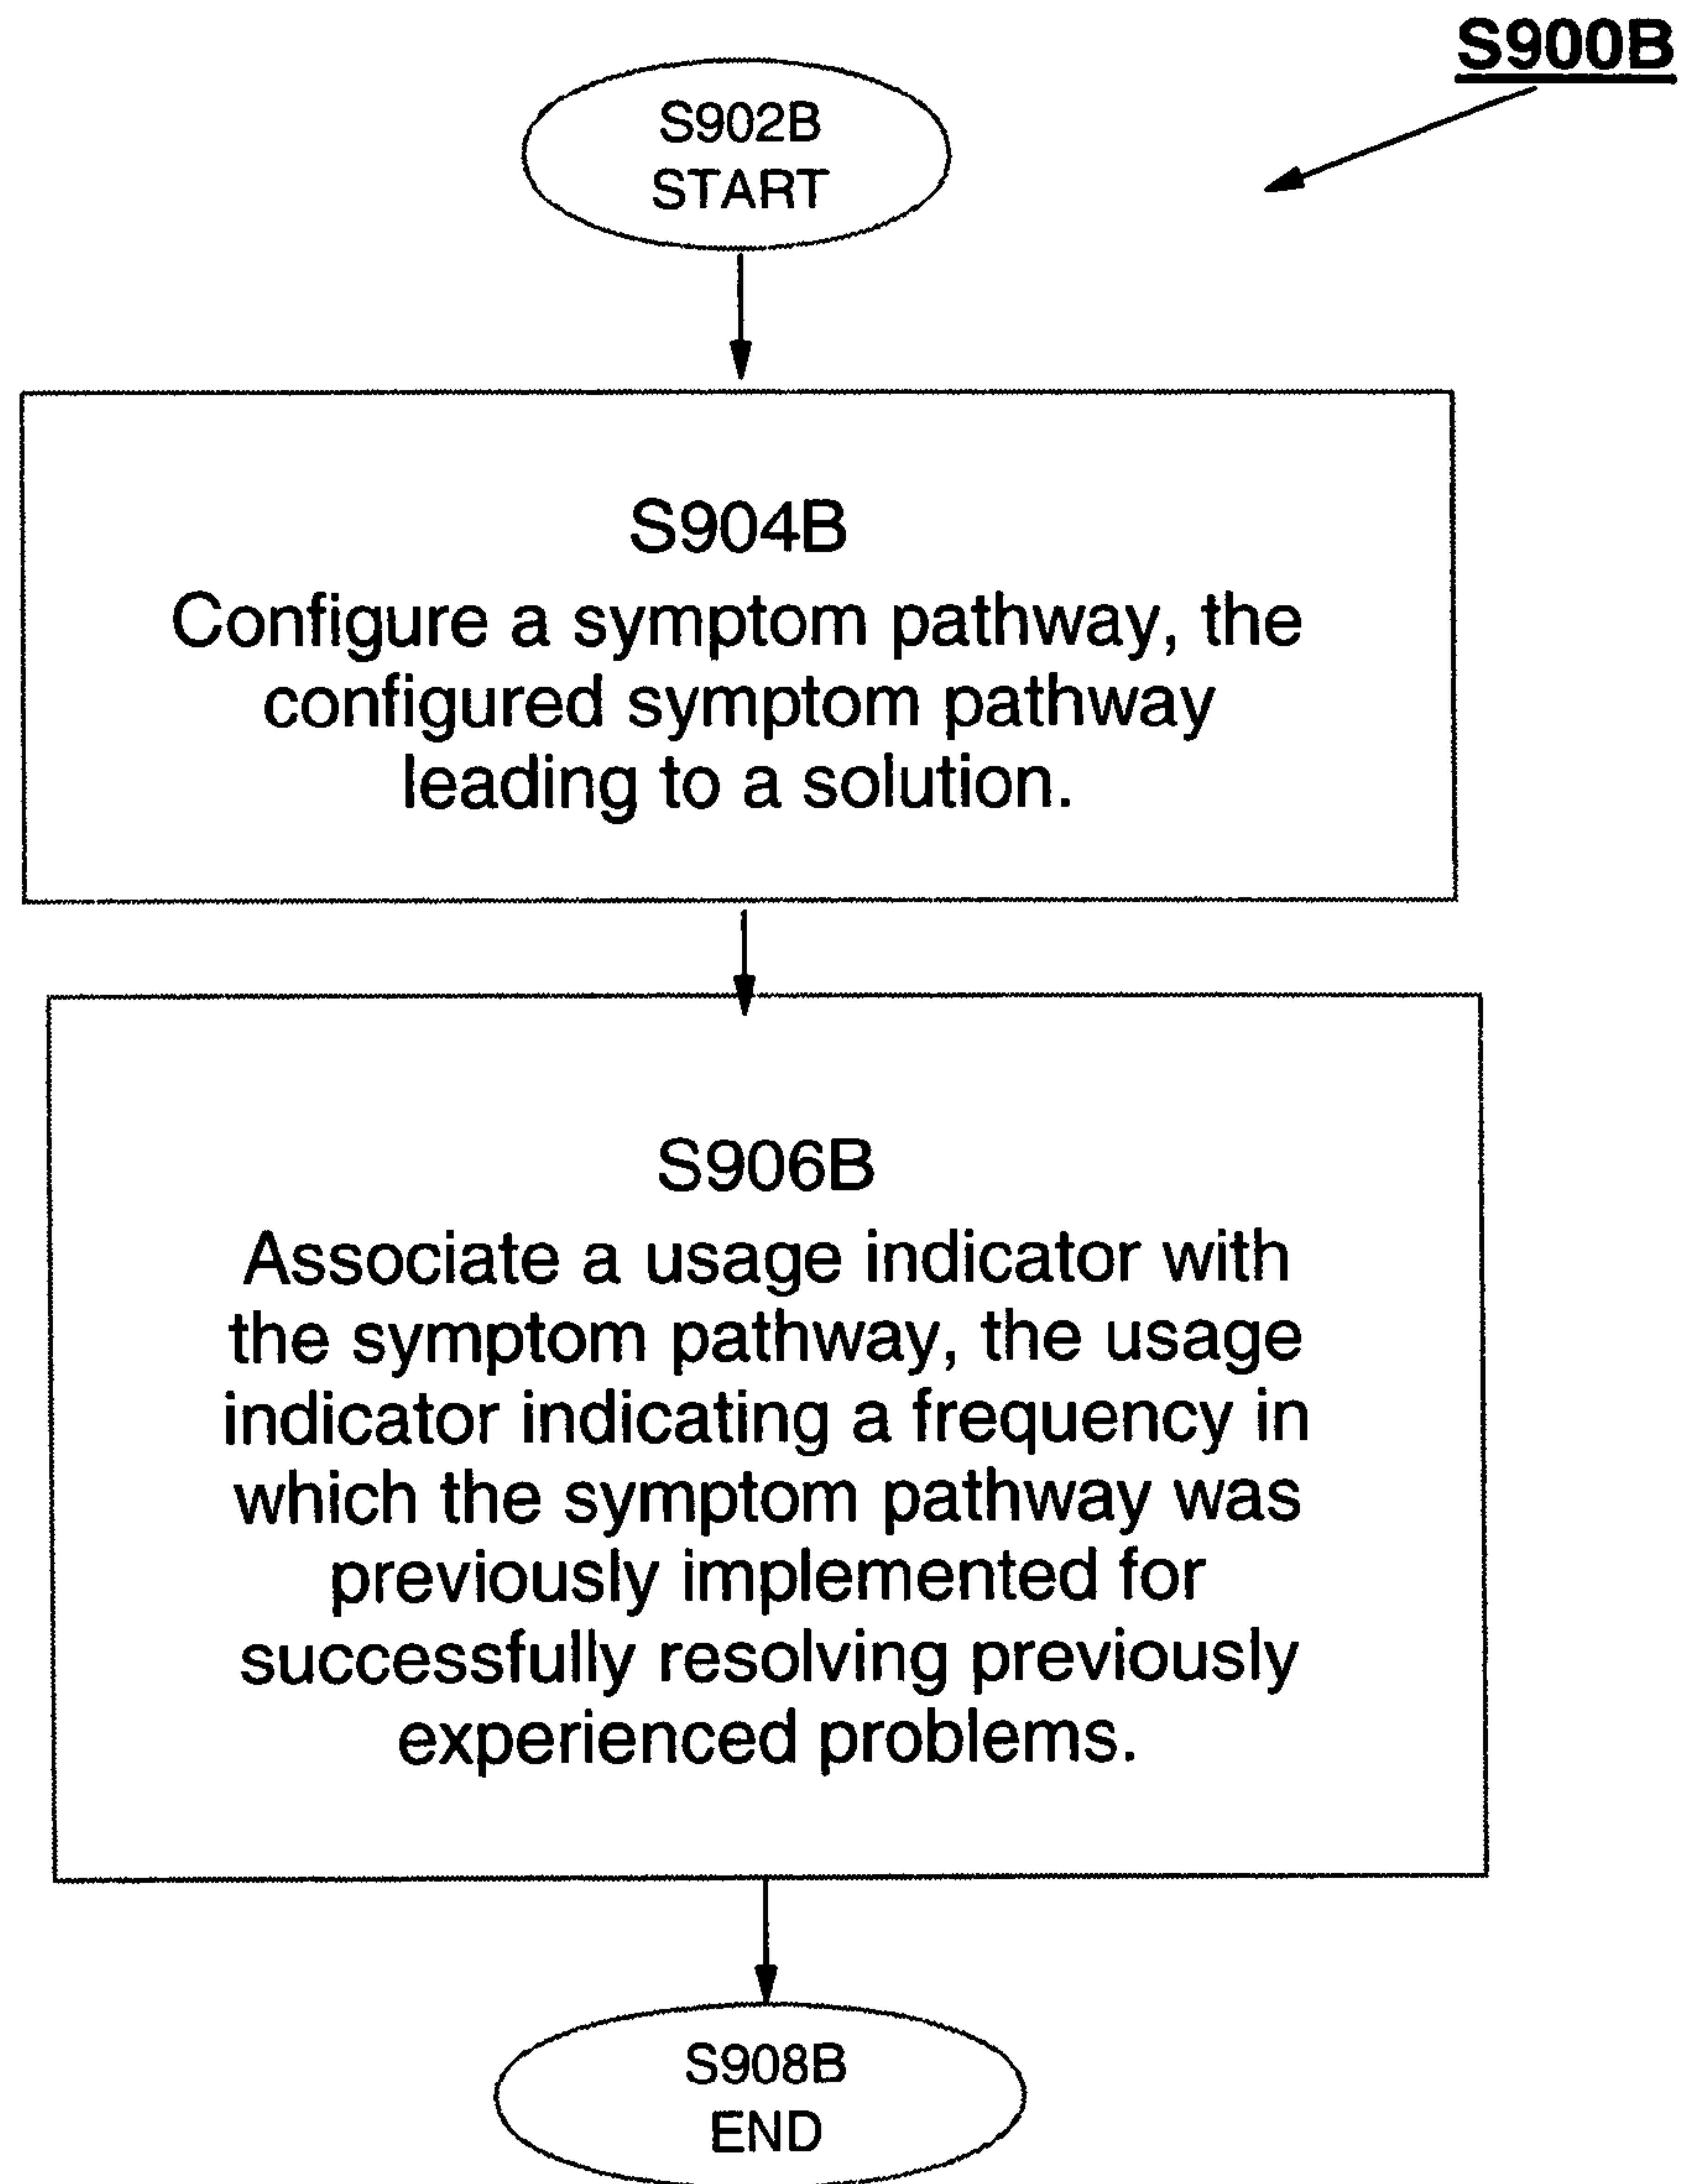 S900B
S902B
START
S904B
Configure a symptom pathway, the
configured symptom pathway
leading to a solution.
S906B
Associate a usage indicator with
the symptom pathway, the usage
indicator indicating a frequency in
which the symptom pathway was
previously implemented for
successfully resolving previously
experienced problems.
S908B
END